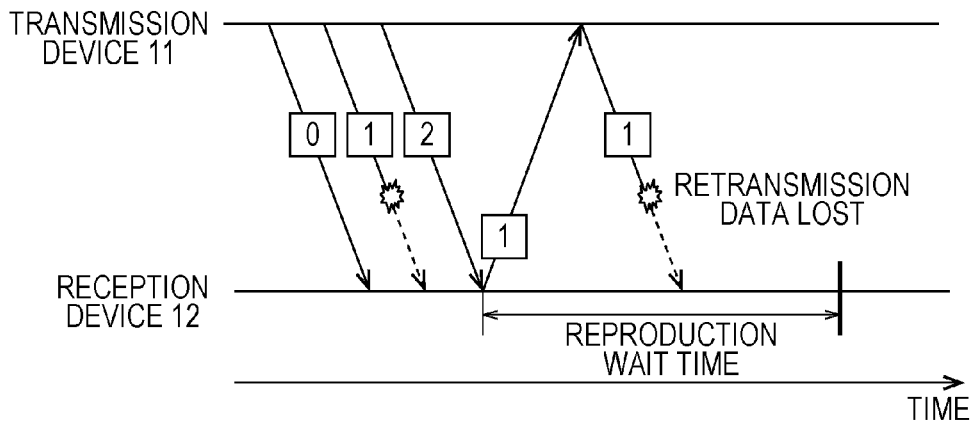 TRANSMISSION
DEVICE 11
0
1
2
1
1
RETRANSMISSION
DATA LOST
RECEPTION
DEVICE 12
REPRODUCTION
WAIT TIME
TIME